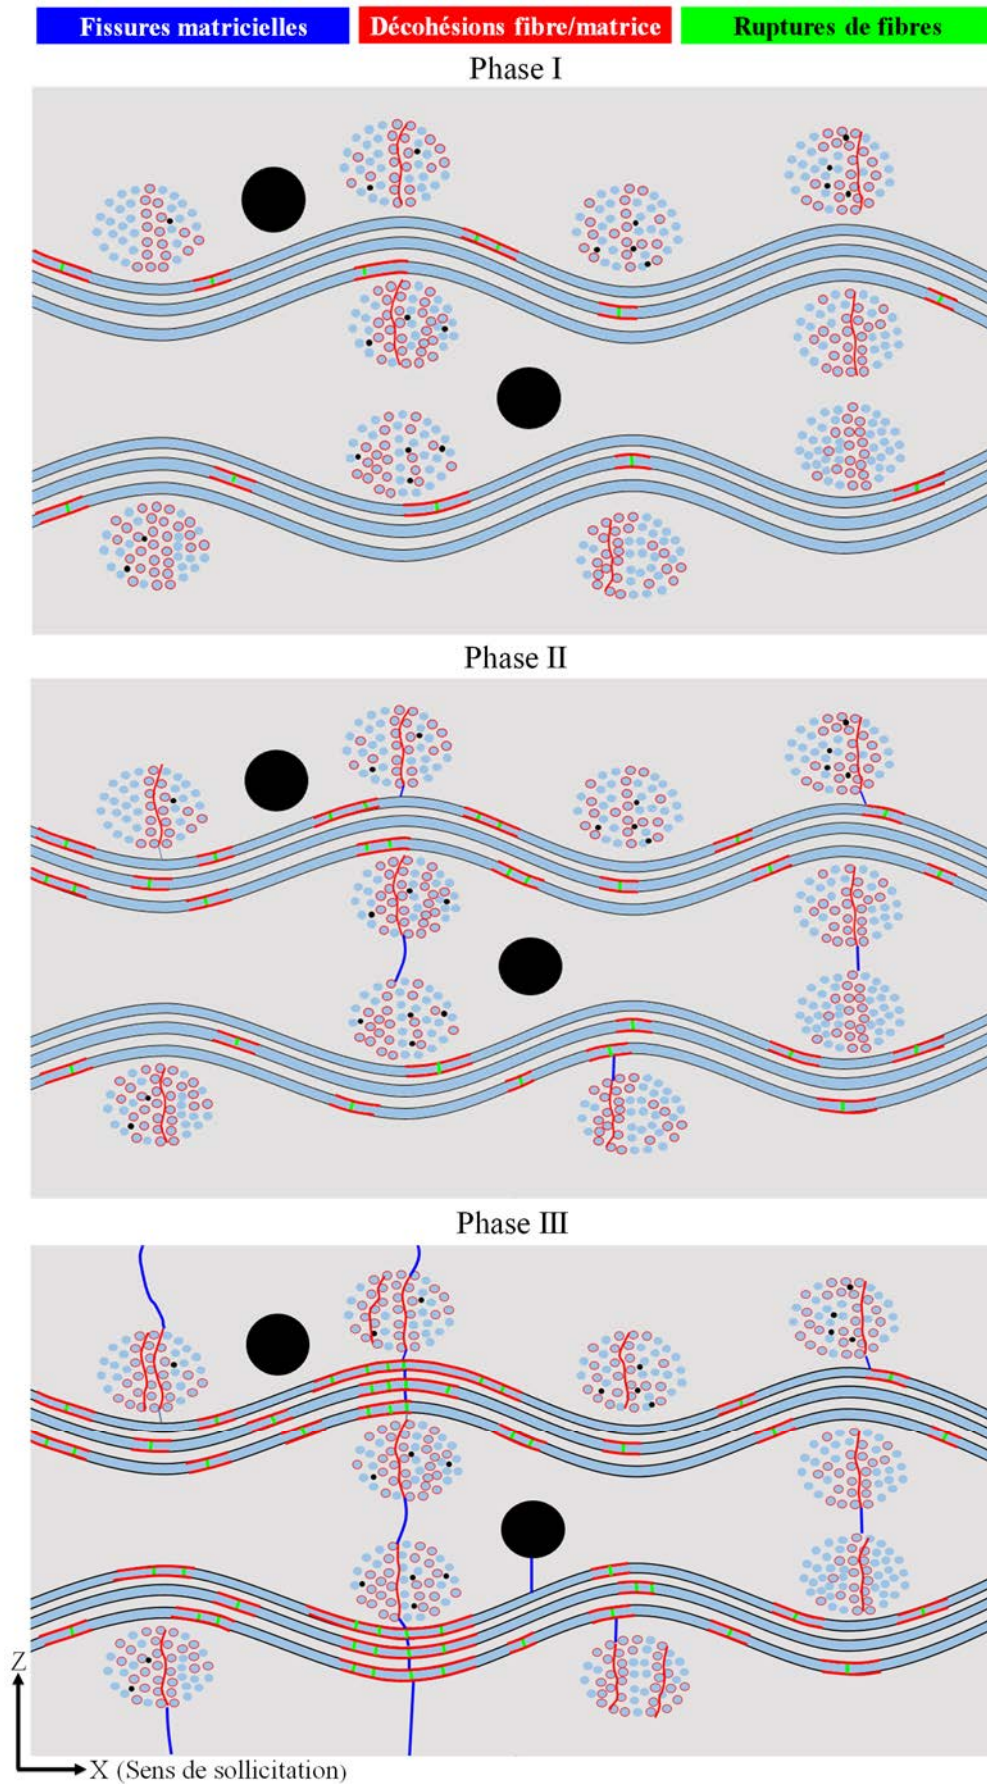 Fissures matricielles
Décohésions fibre/matrice
Ruptures de fibres
Phase I
Phase II
Phase III
Z
X (Sens de sollicitation)